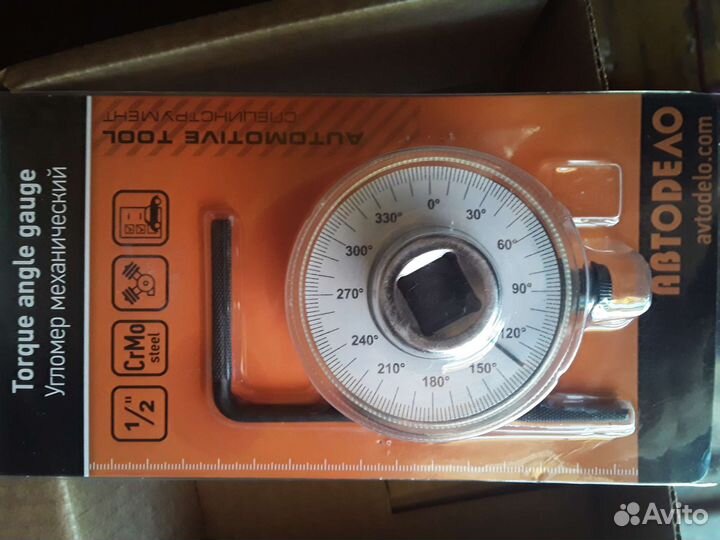 Torque angle gauge
Угломер механический
AUTOMOTIVE TOOL
СПЕЦИНСТРУМЕНТ
1/2"
CrMo
steel
0°
30°
60°
90°
120°
150°
180°
210°
240°
270°
300°
330°
АВТОDЕЛО
avtodelo.com
Avito